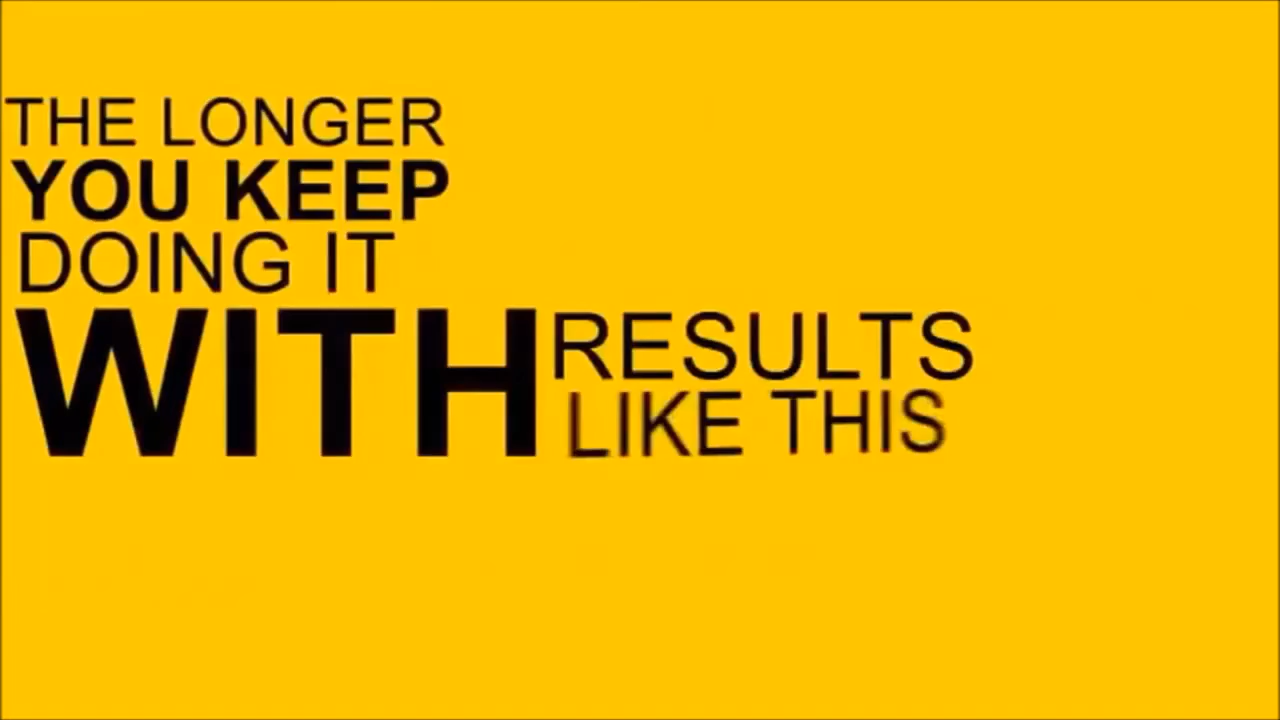 THE LONGER
YOU KEEP
DOING IT
WITH RESULTS
LIKE THIS